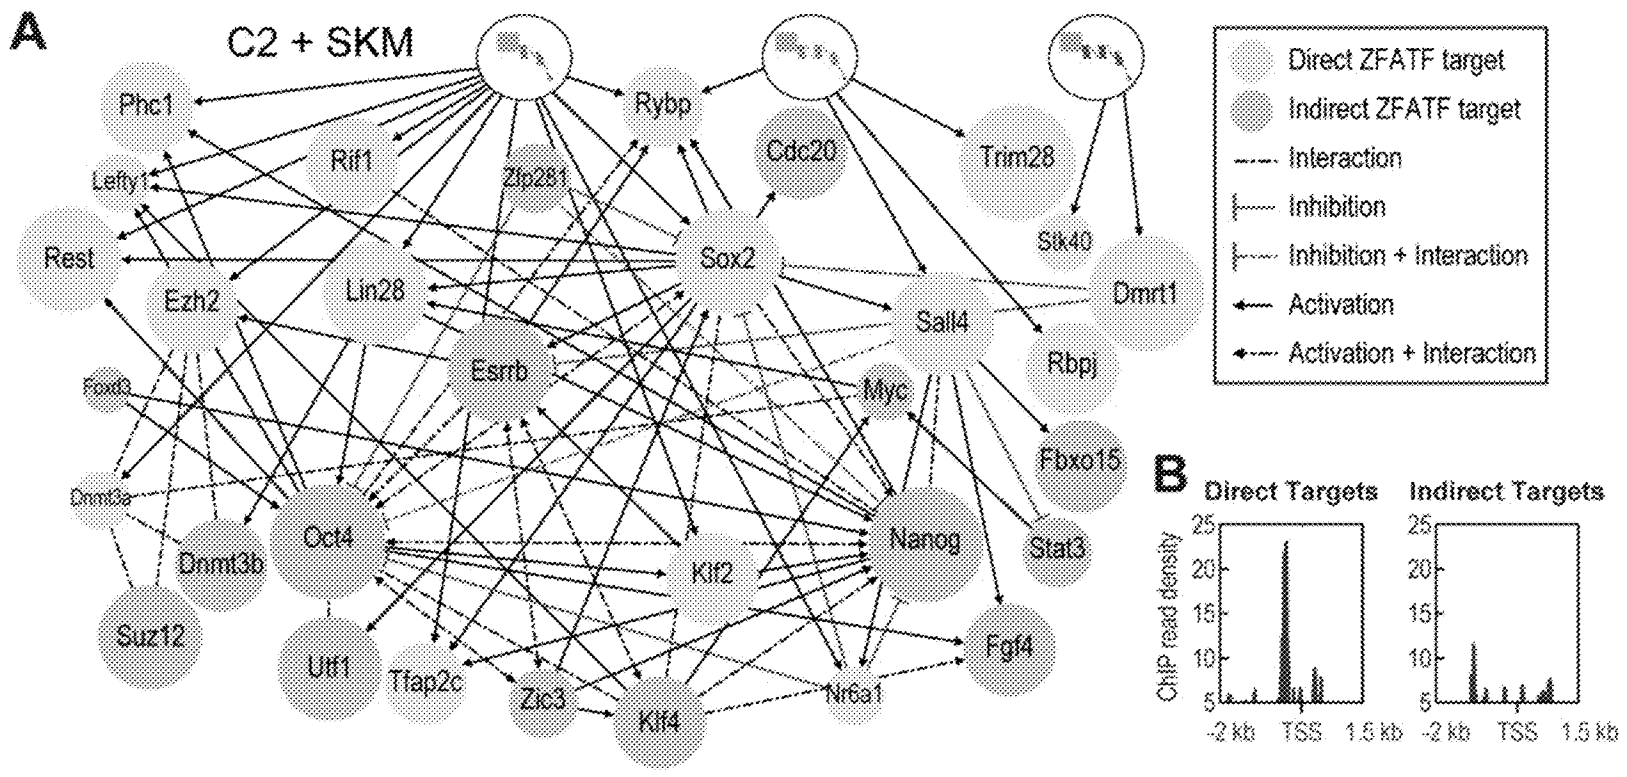 A
C2 + SKM
Phc1
Rybp
Rif1
Zfp281
Cdc20
Trim28
Lefty1
Stk40
Rest
Sox2
Ezh2
Lin28
Dmrt1
Sall4
Rbpj
Foxd3
Esrrb
Myc
Fbxo15
Dnmt3a
Oct4
Nanog
Stat3
Dnmt3b
Klf2
Suz12
Utf1
Tfap2c
Zic3
Klf4
Nr6a1
Fgf4
Direct ZFATF target
Indirect ZFATF target
Interaction
Inhibition
Inhibition + Interaction
Activation
Activation + Interaction
B
Direct Targets
Indirect Targets
ChIP read density
25
20
15
10
5
-2 kb TSS 1.5 kb
25
20
15
10
5
-2 kb TSS 1.5 kb